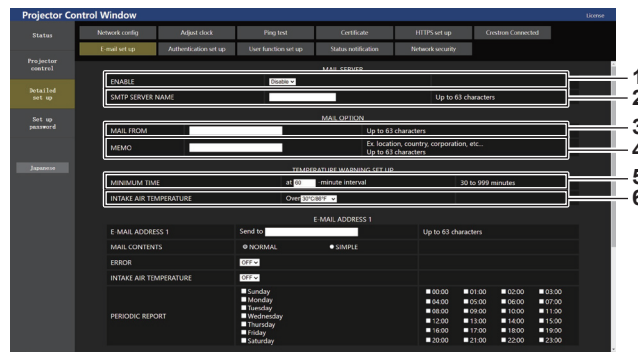 Projector Control Window
License
Status
Projector
control
Detailed
set up
Set up
password
Japanese
Network config Adjust clock Ping test Certificate HTTPS set up Crestron Connected
E-mail set up Authentication set up User function set up Status notification Network security
MAIL SERVER
ENABLE Disable 1
SMTP SERVER NAME Up to 63 characters 2
MAIL OPTION
MAIL FROM Up to 63 characters 3
MEMO Ex. location, country, corporation, etc...
Up to 63 characters 4
TEMPERATURE WARNING SET UP
MINIMUM TIME at 60 -minute interval 30 to 999 minutes 5
INTAKE AIR TEMPERATURE Over 30°C/86°F 6
E-MAIL ADDRESS 1
E-MAIL ADDRESS 1 Send to Up to 63 characters
MAIL CONTENTS NORMAL SIMPLE
ERROR OFF
INTAKE AIR TEMPERATURE OFF
PERIODIC REPORT
Sunday
Monday
Tuesday
Wednesday
Thursday
Friday
Saturday
00:00 01:00 02:00 03:00
04:00 05:00 06:00 07:00
08:00 09:00 10:00 11:00
12:00 13:00 14:00 15:00
16:00 17:00 18:00 19:00
20:00 21:00 22:00 23:00